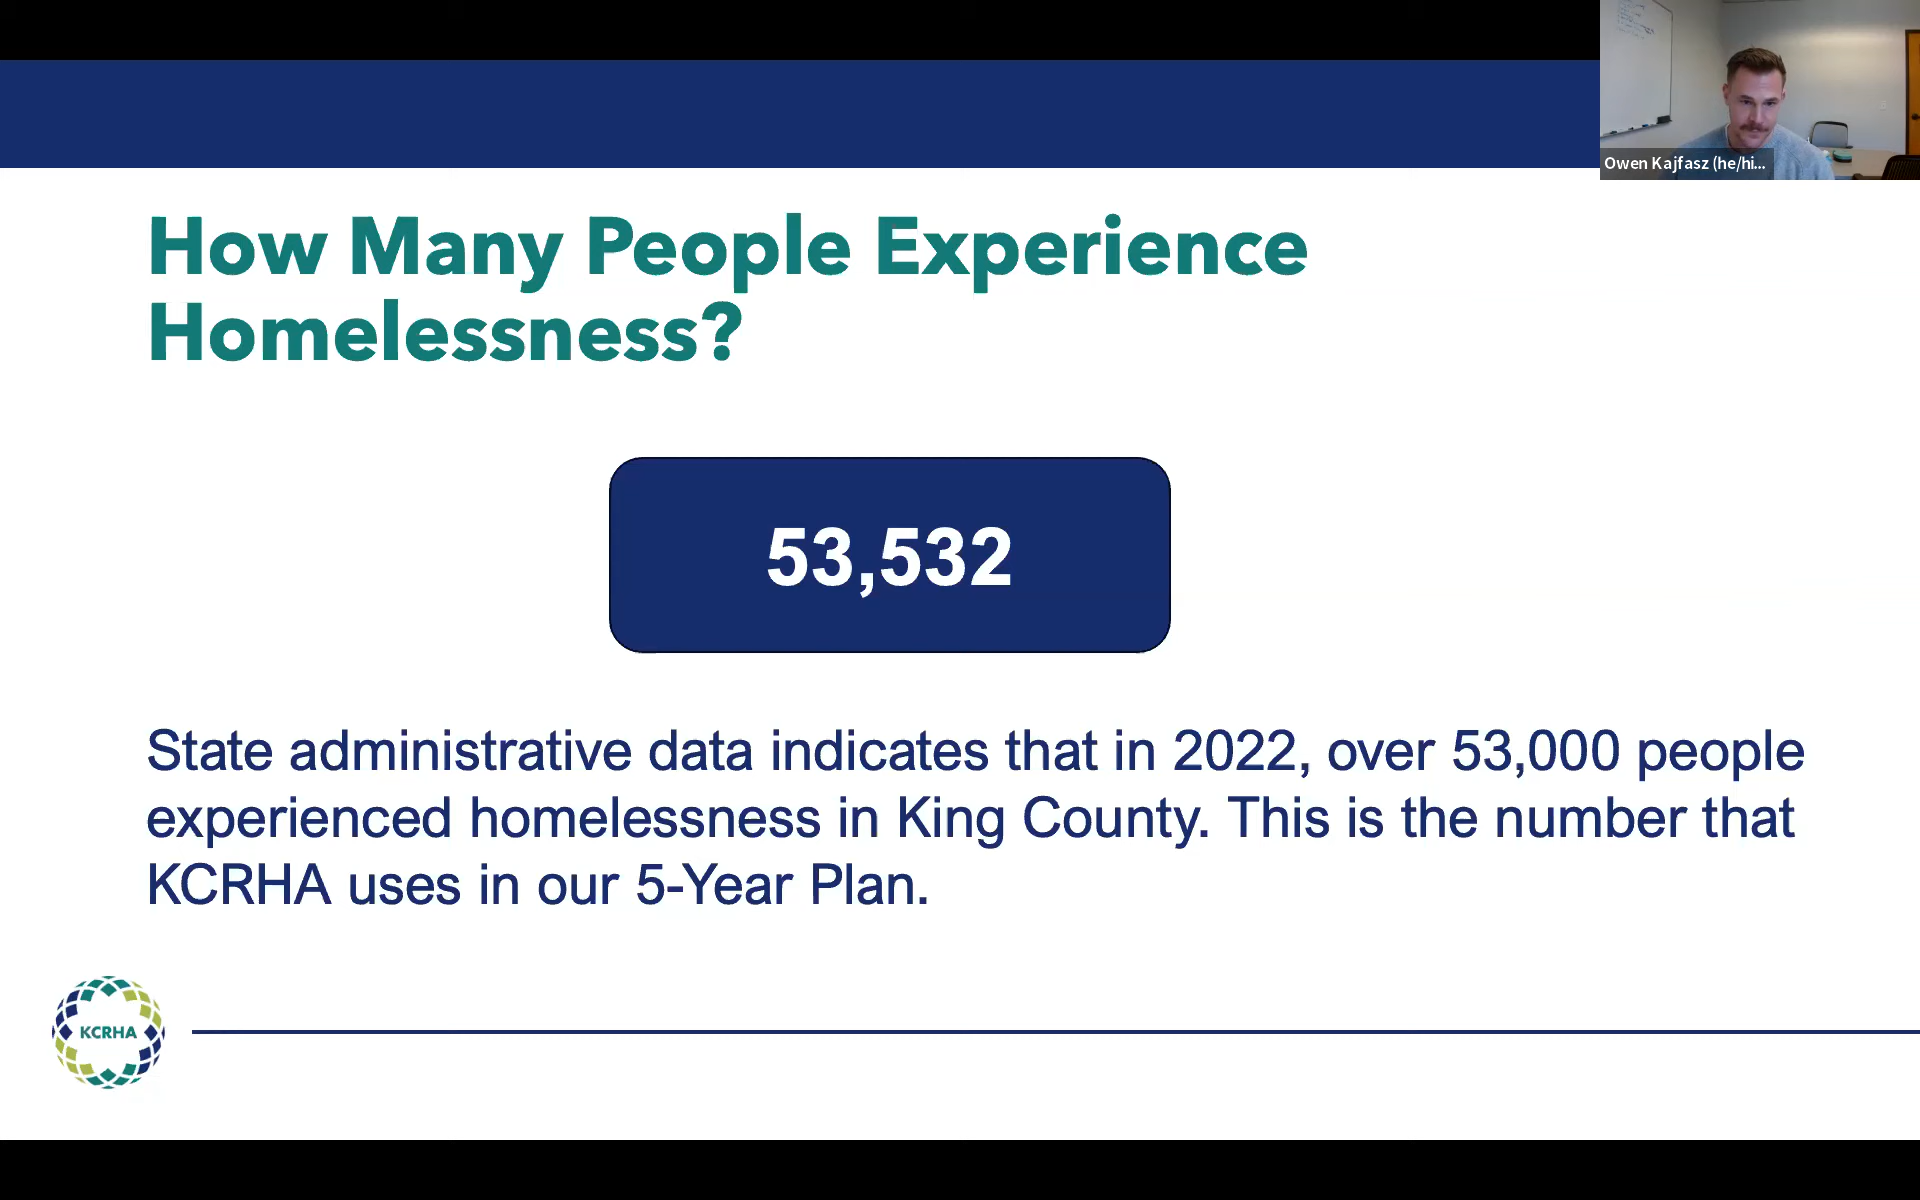 Owen Kajfasz (he/hi...
How Many People Experience
Homelessness?
53,532
State administrative data indicates that in 2022, over 53,000 people
experienced homelessness in King County. This is the number that
KCRHA uses in our 5-Year Plan.
KCRHA